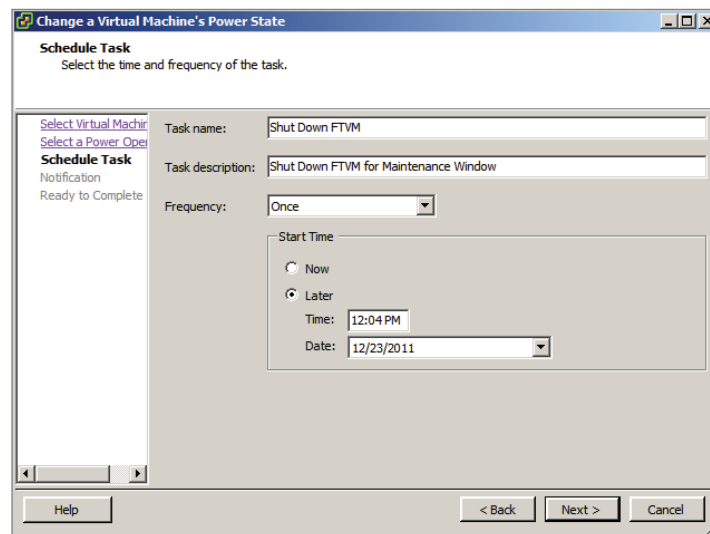 Change a Virtual Machine's Power State
Schedule Task
Select the time and frequency of the task.
Select Virtual Machin
Select a Power Oper
Schedule Task
Notification
Ready to Complete
Task name:
Shut Down FTVM
Task description:
Shut Down FTVM for Maintenance Window
Frequency:
Once
Start Time
Now
Later
Time:
12:04 PM
Date:
12/23/2011
Help
< Back
Next >
Cancel